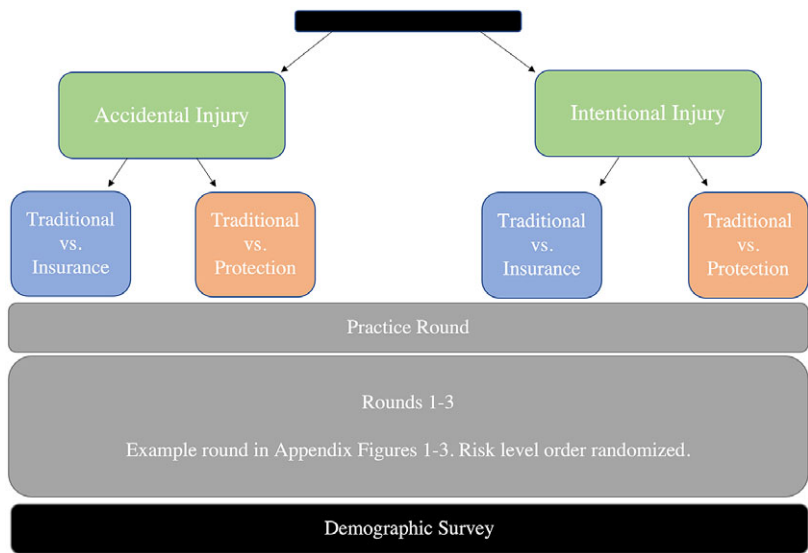 Accidental Injury
Intentional Injury
Traditional
vs.
Insurance
Traditional
vs.
Protection
Traditional
vs.
Insurance
Traditional
vs.
Protection
Practice Round
Rounds 1-3
Example round in Appendix Figures 1-3. Risk level order randomized.
Demographic Survey